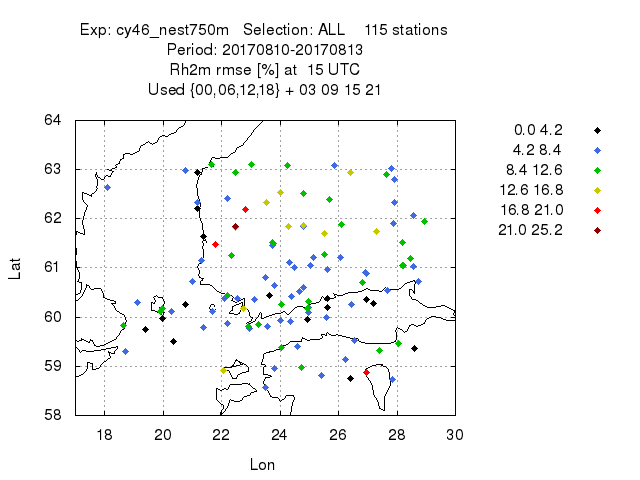 Exp: cy46_nest750m Selection: ALL 115 stations
Period: 20170810-20170813
Rh2m rmse [%] at 15 UTC
Used {00,06,12,18} + 03 09 15 21
64
63
62
61
60
59
58
Lat
18 20 22 24 26 28 30
Lon
0.0 4.2
4.2 8.4
8.4 12.6
12.6 16.8
16.8 21.0
21.0 25.2